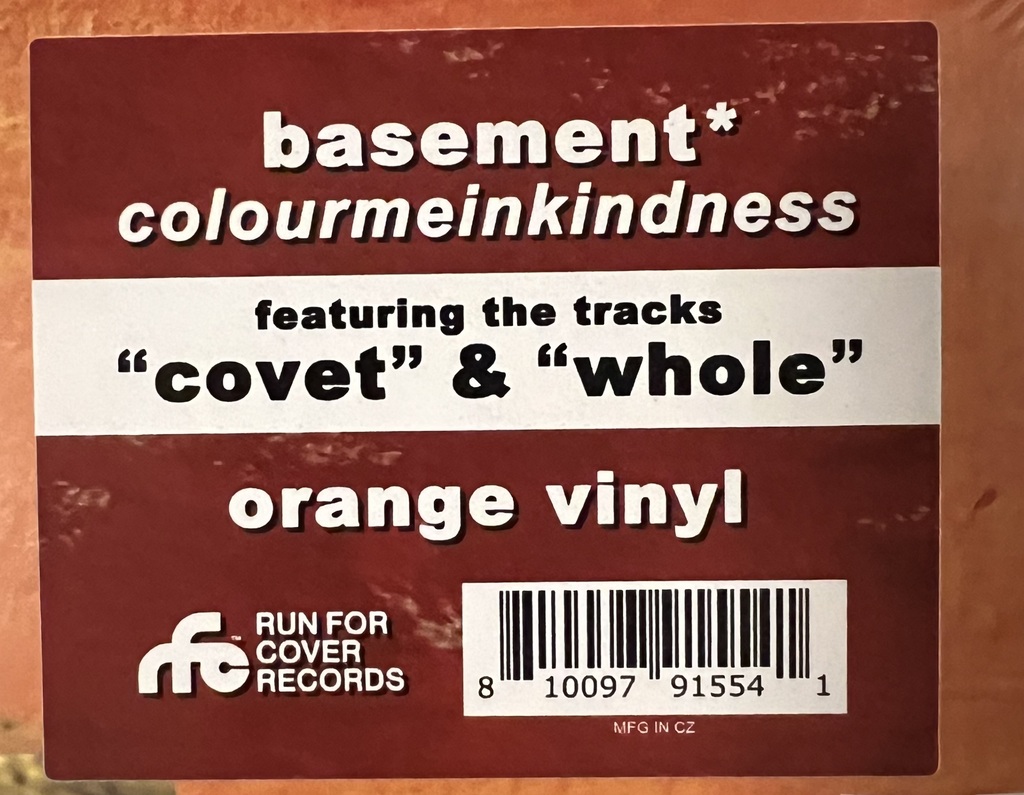 basement*
colourmeinkindness
featuring the tracks
“covet” & “whole”
orange vinyl
rfc™
RUN FOR
COVER
RECORDS
8 10097 91554 1
MFG IN CZ